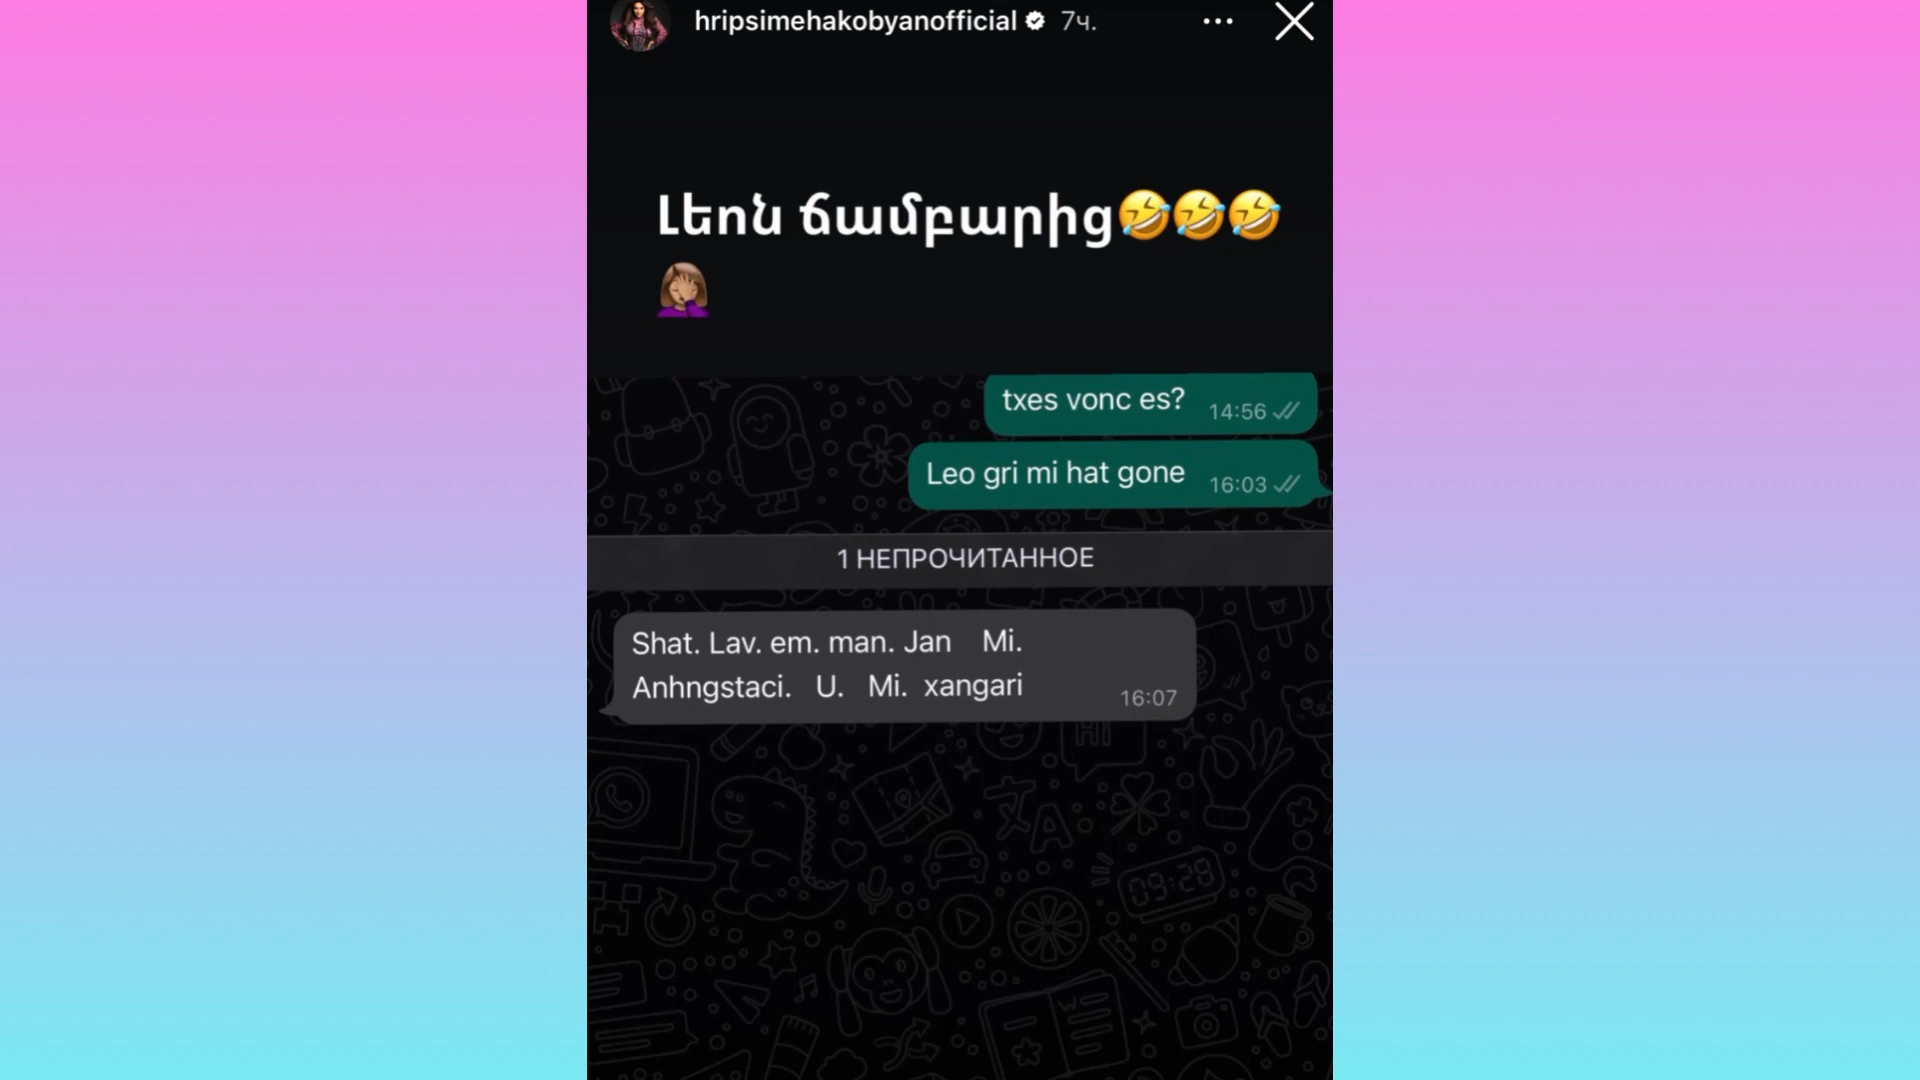 hripsimehakobyanofficial 7ч.
Լեոն ճամբարից🤣🤣🤣
🤦🏽‍♀️
txes vonc es? 14:56
Leo gri mi hat gone 16:03
1 НЕПРОЧИТАННОЕ
Shat. Lav. em. man. Jan Mi.
Anhngstaci. U. Mi. xangari 16:07